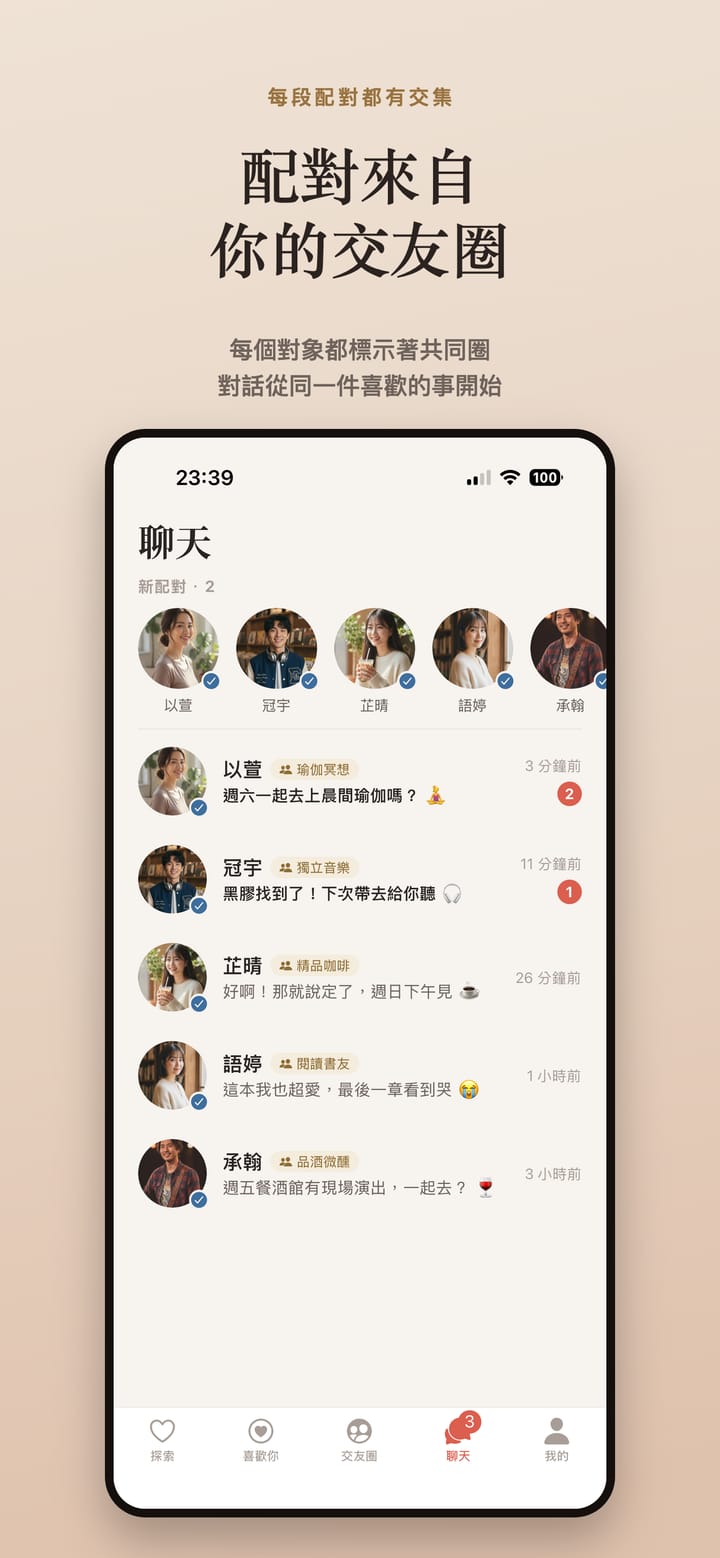 每段配對都有交集
配對來自
你的交友圈
每個對象都標示著共同圈
對話從同一件喜歡的事開始
23:39
100
聊天
新配對 · 2
以萱
冠宇
芷晴
語婷
承翰
以萱 瑜伽冥想 3 分鐘前
週六一起去上晨間瑜伽嗎? 🧘 2
冠宇 獨立音樂 11 分鐘前
黑膠找到了!下次帶去給你聽 🎧 1
芷晴 精品咖啡
好啊!那就說定了,週日下午見 ☕ 26 分鐘前
語婷 閱讀書友
這本我也超愛,最後一章看到哭 😭 1 小時前
承翰 品酒微醺
週五餐酒館有現場演出,一起去? 🍷 3 小時前
3
探索
喜歡你
交友圈
聊天
我的